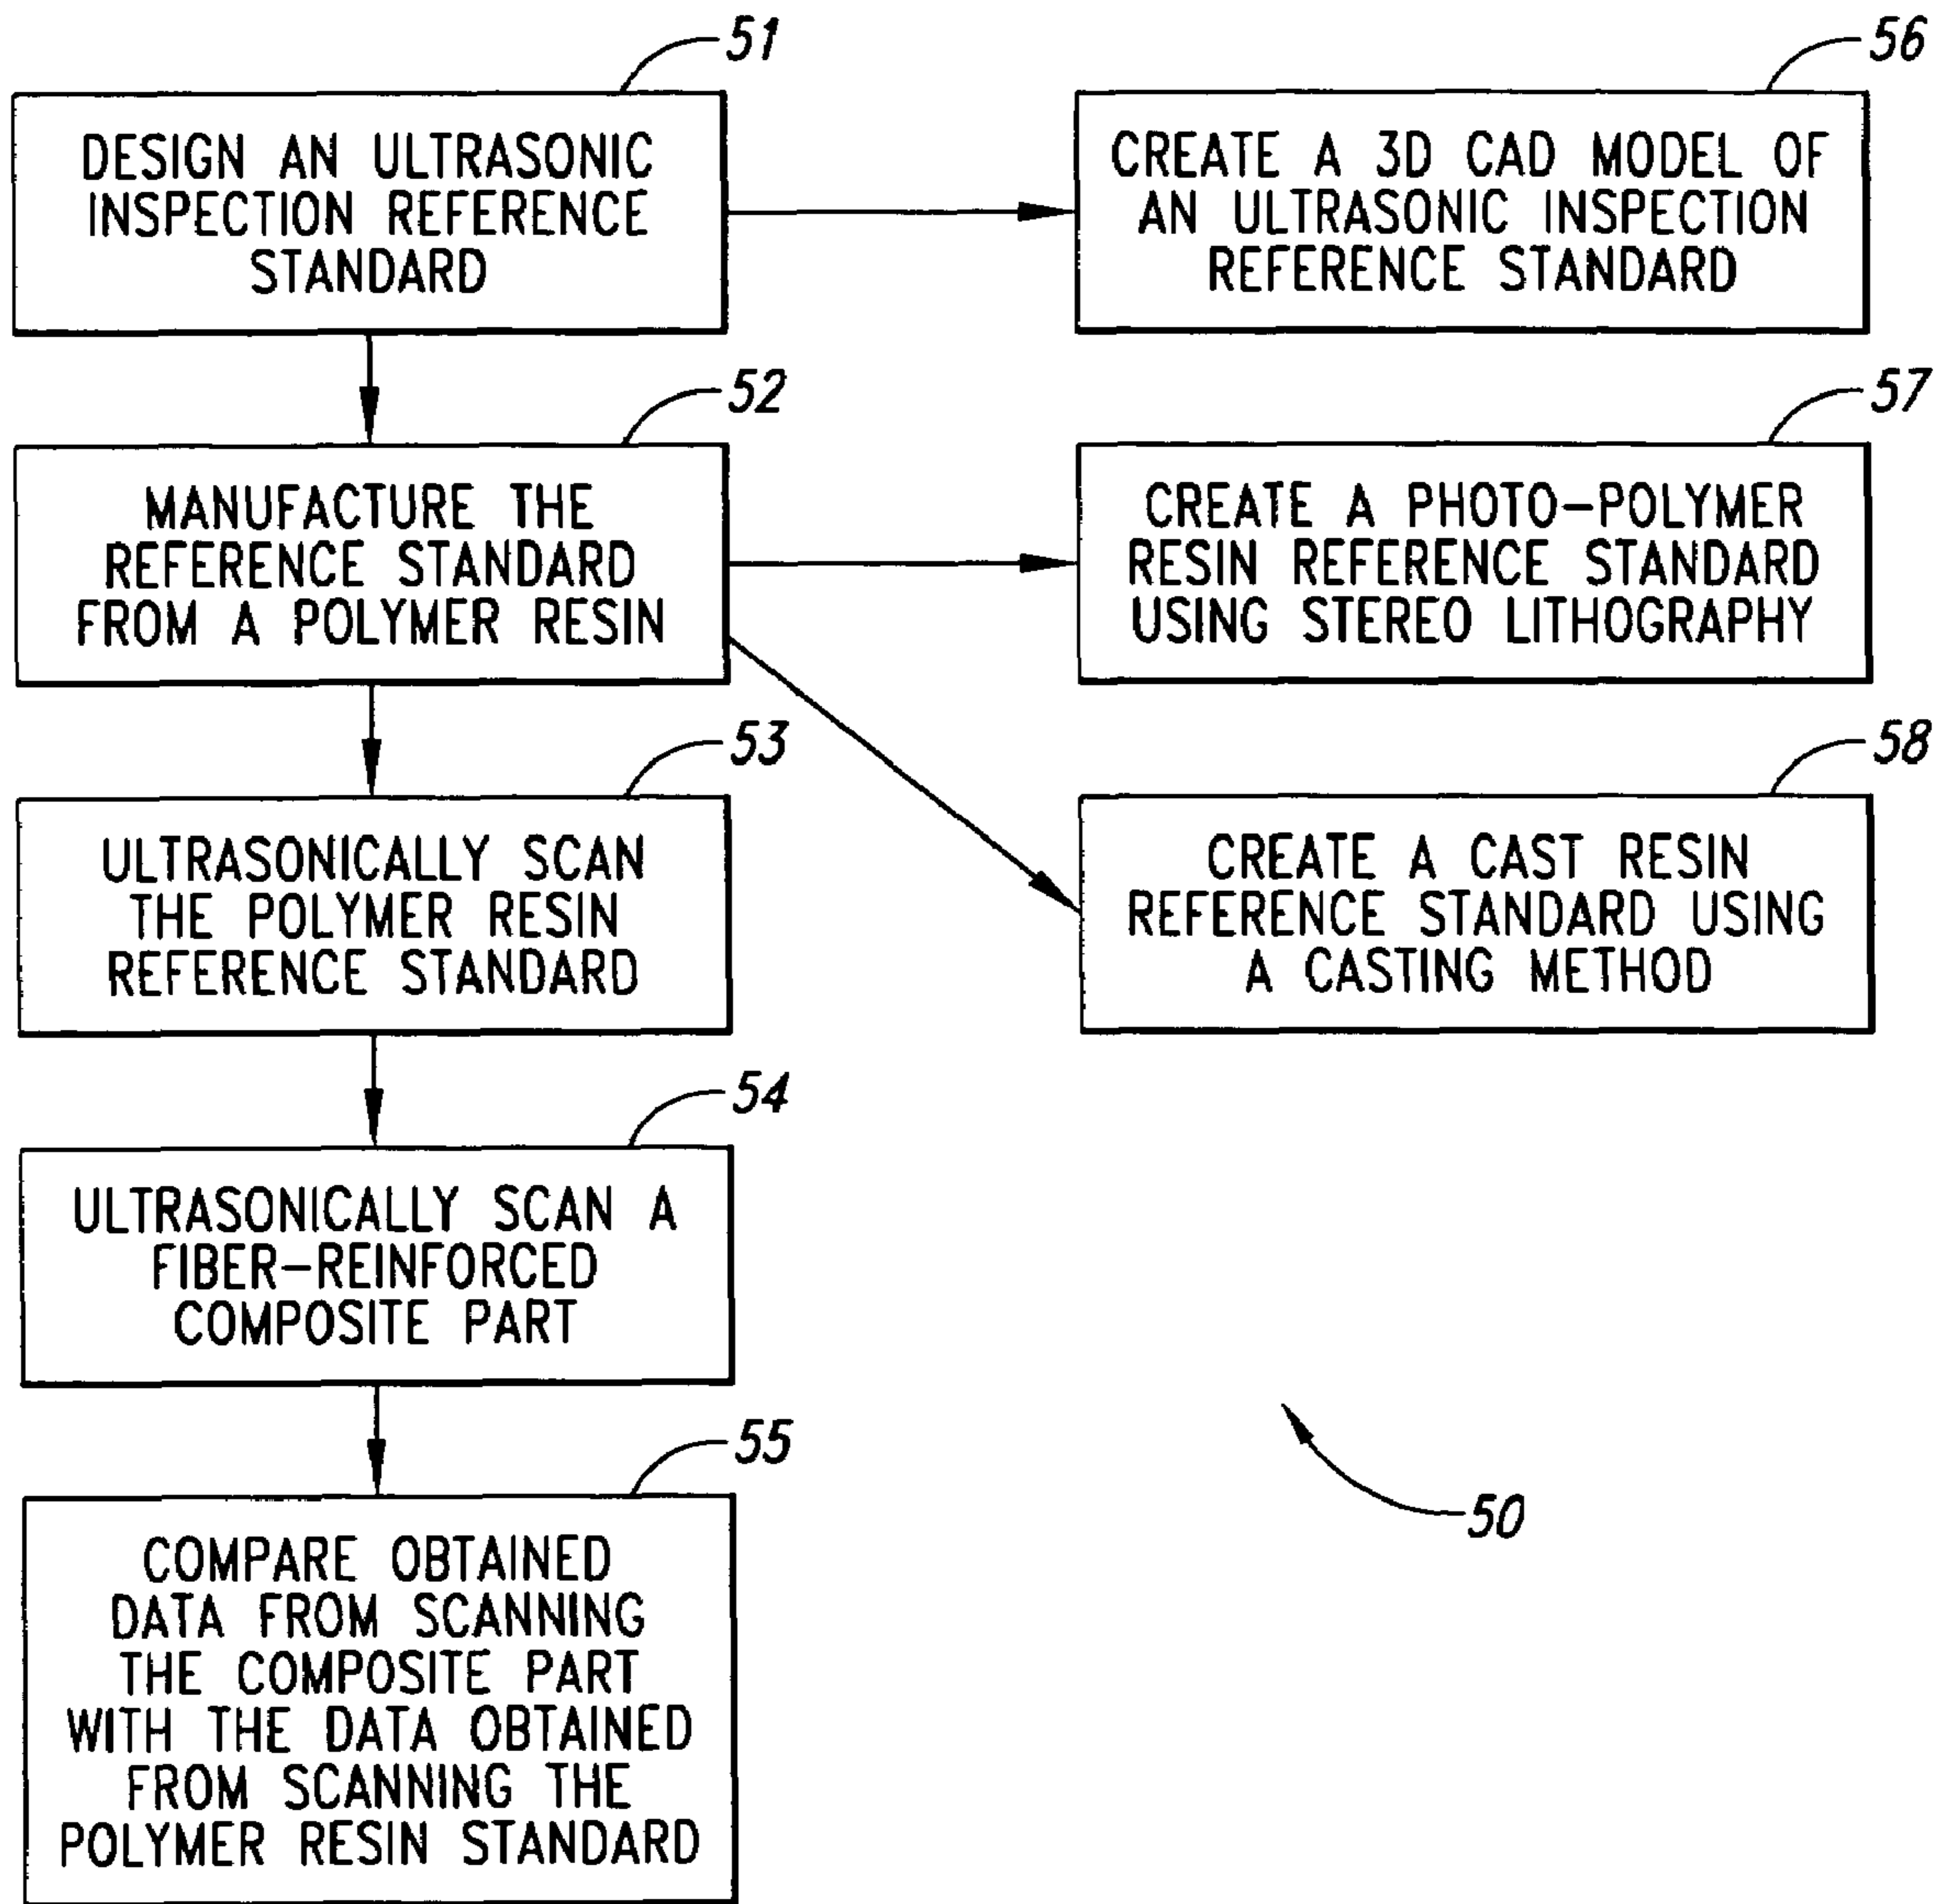 51
DESIGN AN ULTRASONIC
INSPECTION REFERENCE
STANDARD
56
CREATE A 3D CAD MODEL OF
AN ULTRASONIC INSPECTION
REFERENCE STANDARD
52
MANUFACTURE THE
REFERENCE STANDARD
FROM A POLYMER RESIN
57
CREATE A PHOTO-POLYMER
RESIN REFERENCE STANDARD
USING STEREO LITHOGRAPHY
53
ULTRASONICALLY SCAN
THE POLYMER RESIN
REFERENCE STANDARD
58
CREATE A CAST RESIN
REFERENCE STANDARD USING
A CASTING METHOD
54
ULTRASONICALLY SCAN A
FIBER-REINFORCED
COMPOSITE PART
55
COMPARE OBTAINED
DATA FROM SCANNING
THE COMPOSITE PART
WITH THE DATA OBTAINED
FROM SCANNING THE
POLYMER RESIN STANDARD
50